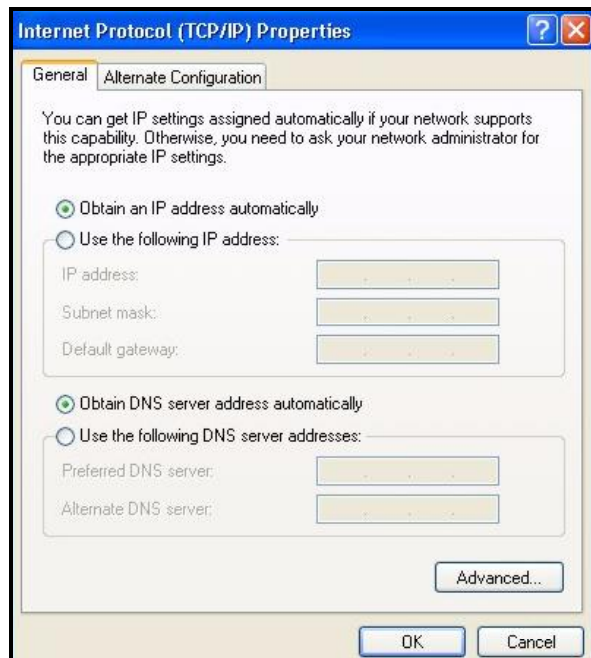 Internet Protocol (TCP/IP) Properties
General
Alternate Configuration
You can get IP settings assigned automatically if your network supports
this capability. Otherwise, you need to ask your network administrator for
the appropriate IP settings.
Obtain an IP address automatically
Use the following IP address:
IP address:
Subnet mask:
Default gateway:
Obtain DNS server address automatically
Use the following DNS server addresses:
Preferred DNS server:
Alternate DNS server:
Advanced...
OK
Cancel